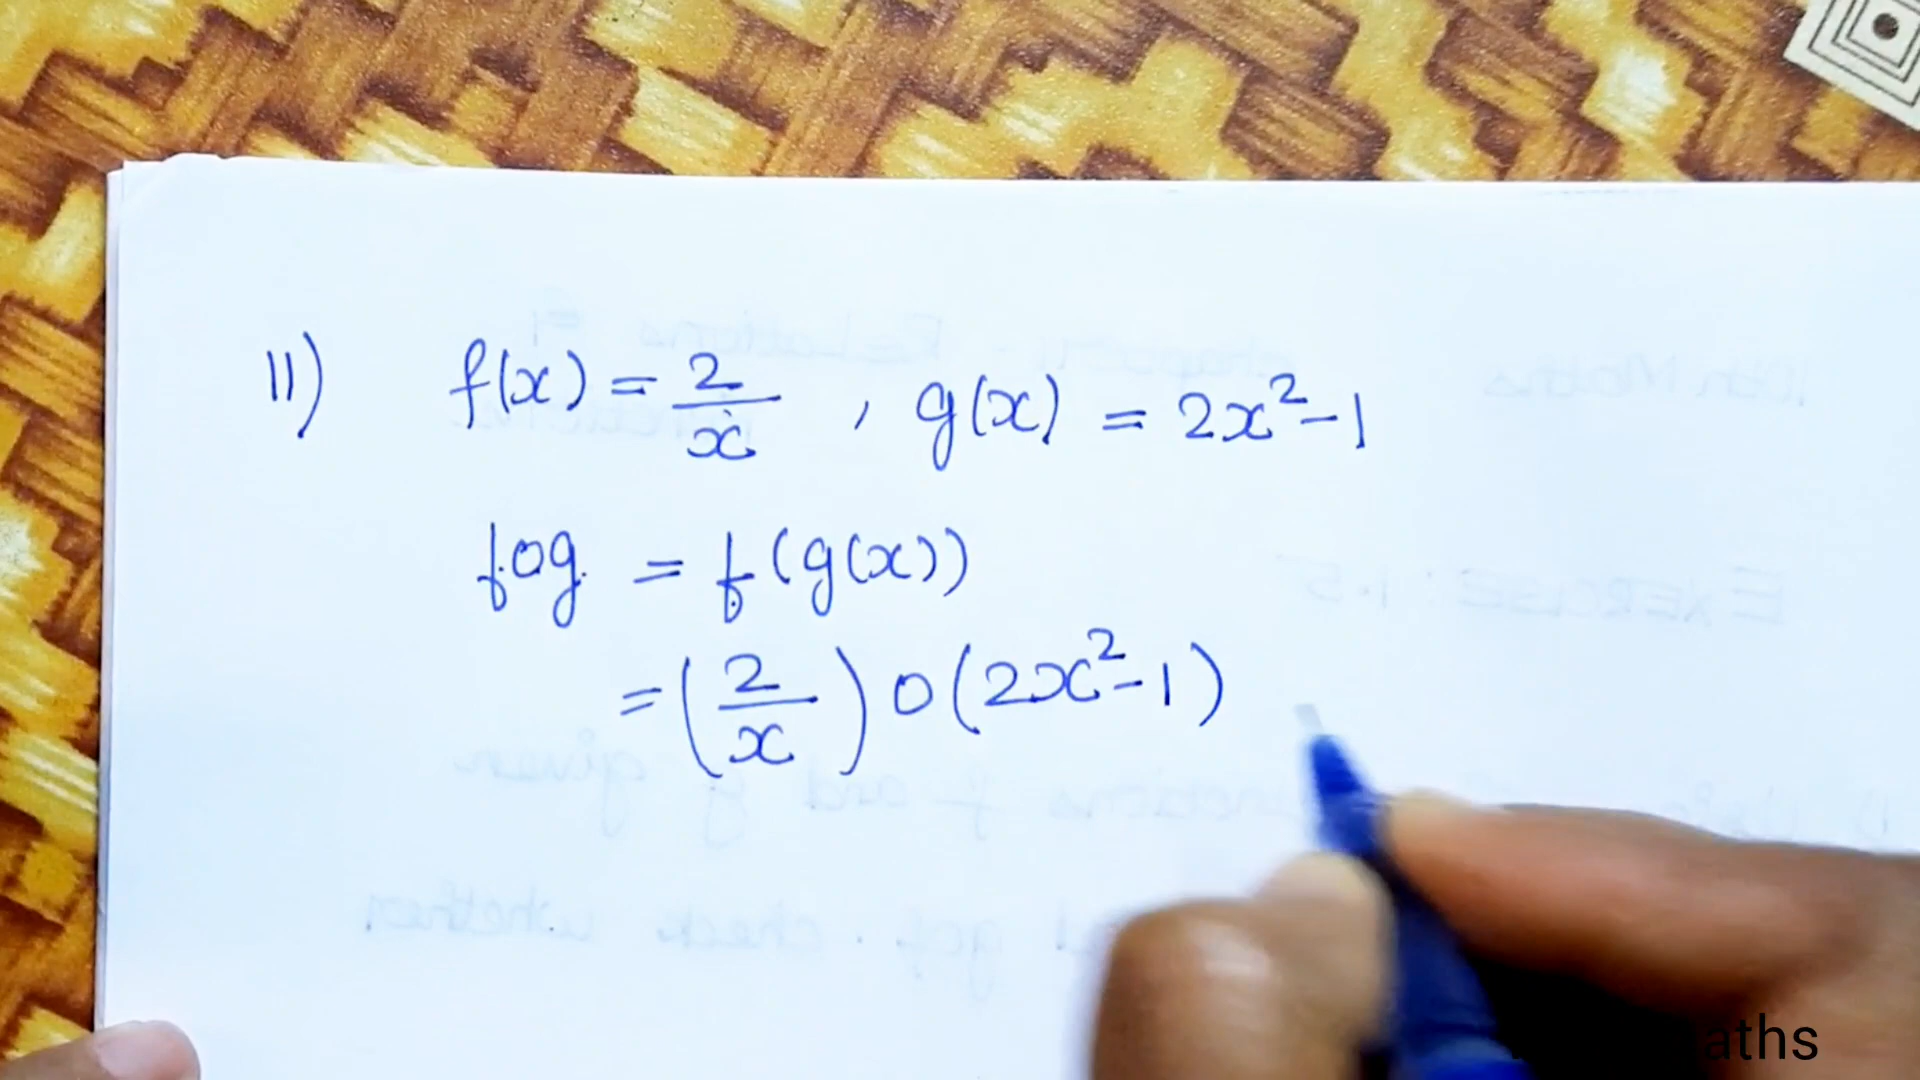 11) f(x) = 2/x , g(x) = 2x² - 1
fog = f(g(x))
= (2/x) o (2x² - 1)
aths